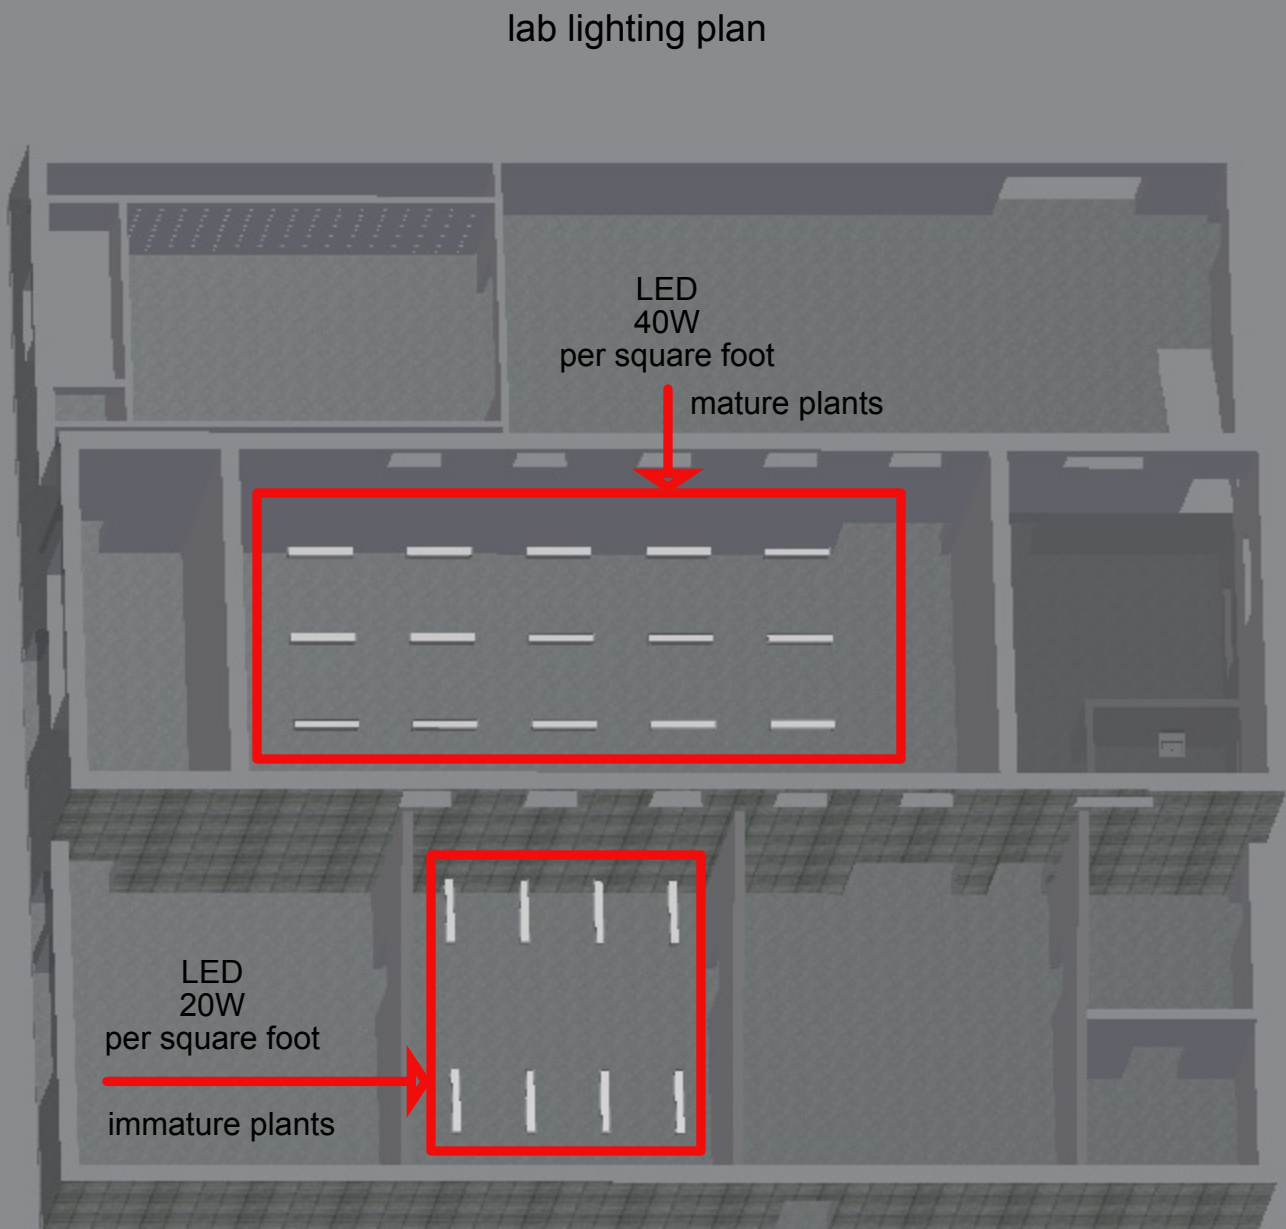 lab lighting plan
LED
40W
per square foot
mature plants
LED
20W
per square foot
immature plants